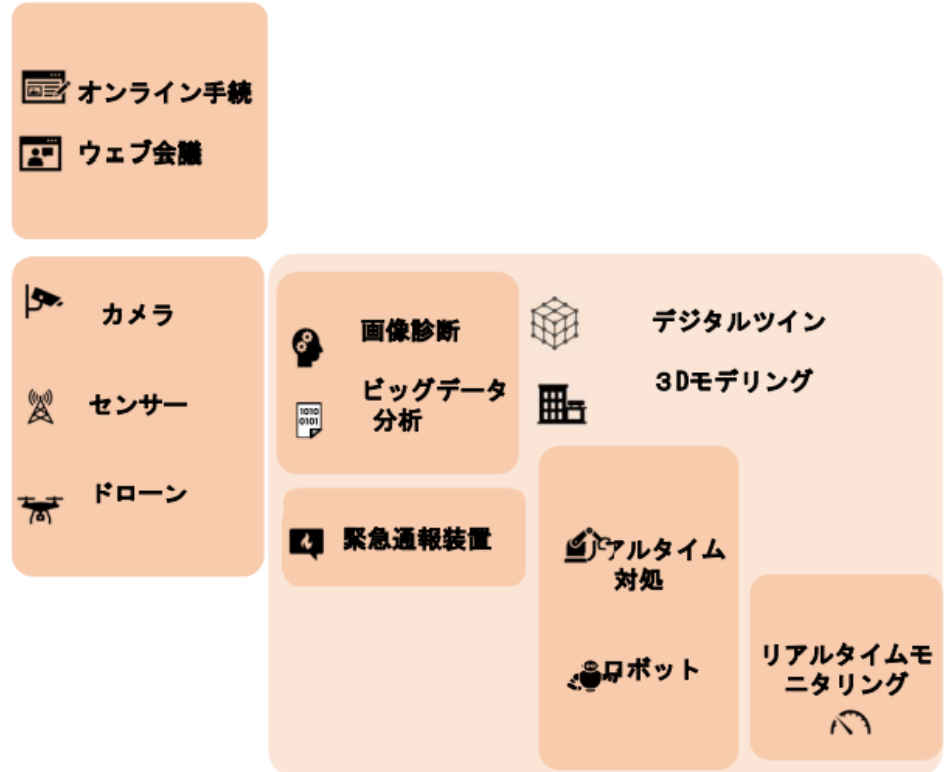 オンライン手続
ウェブ会議
カメラ
センサー
ドローン
画像診断
ビッグデータ
分析
1010
0101
緊急通報装置
デジタルツイン
3Dモデリング
アルタイム
対処
ロボット
リアルタイムモ
ニタリング